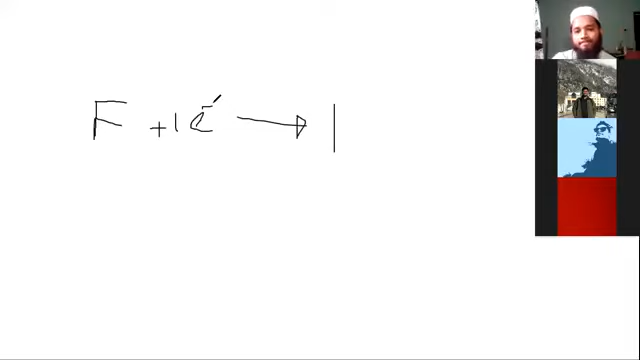 F + 1e⁻ →